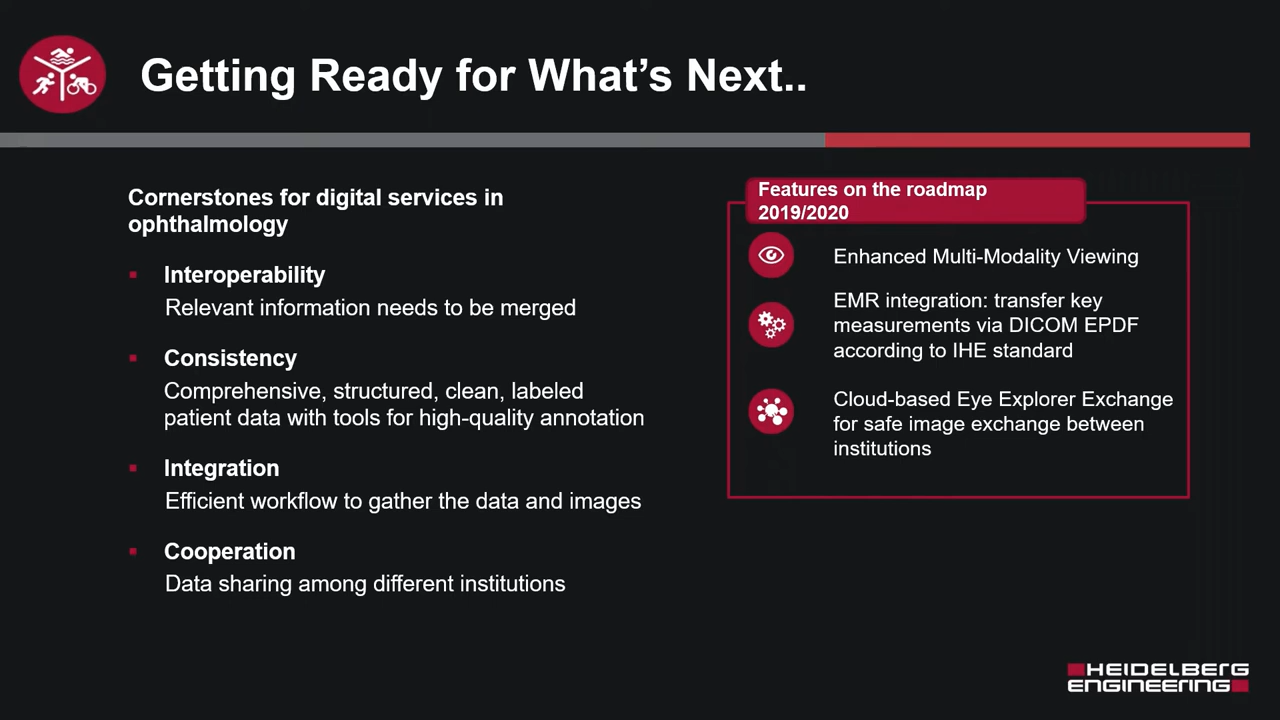 Getting Ready for What’s Next..
Cornerstones for digital services in
ophthalmology
Interoperability
Relevant information needs to be merged
Consistency
Comprehensive, structured, clean, labeled
patient data with tools for high-quality annotation
Integration
Efficient workflow to gather the data and images
Cooperation
Data sharing among different institutions
Features on the roadmap
2019/2020
Enhanced Multi-Modality Viewing
EMR integration: transfer key
measurements via DICOM EPDF
according to IHE standard
Cloud-based Eye Explorer Exchange
for safe image exchange between
institutions
HEIDELBERG
ENGINEERING